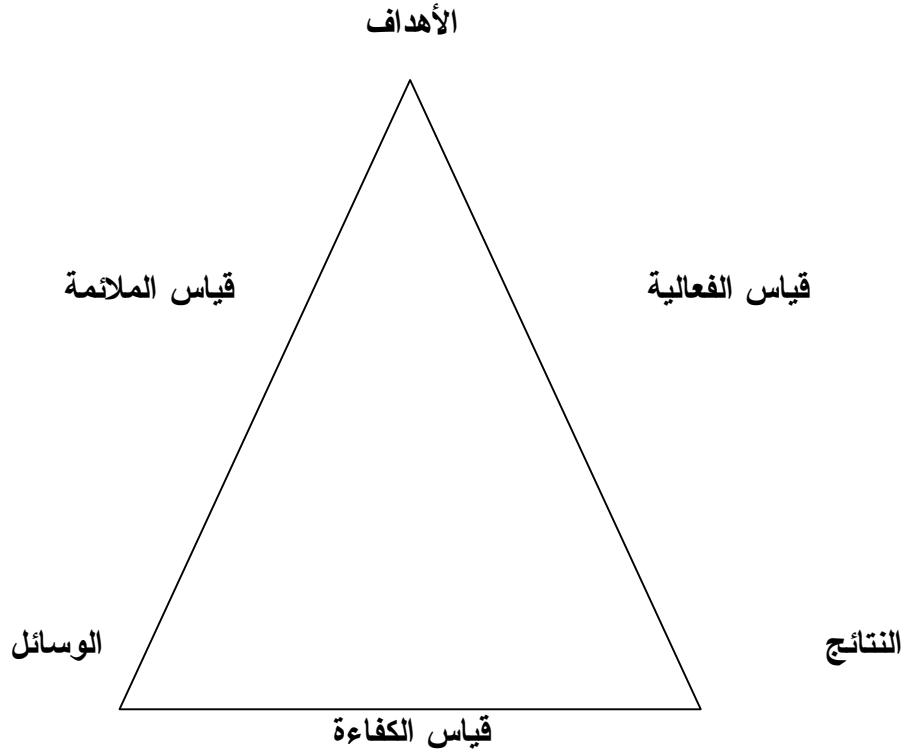 الأهداف
قياس الفعالية
قياس الملائمة
النتائج
الوسائل
قياس الكفاءة